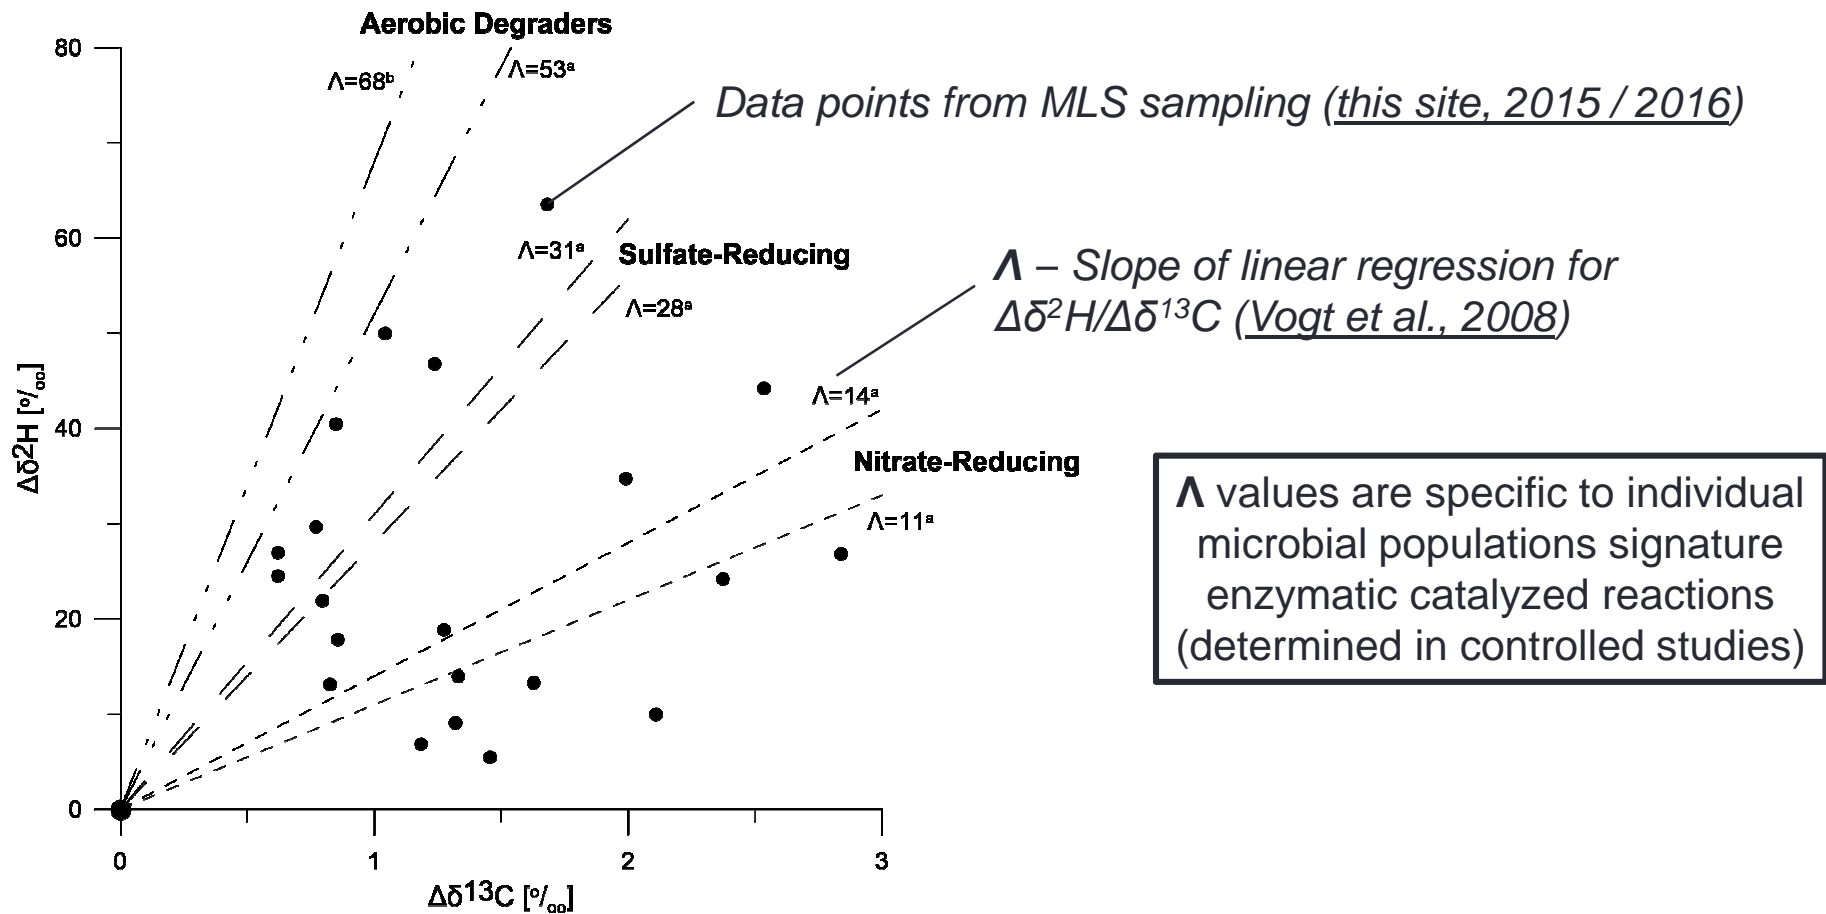 Aerobic Degraders
80
Λ=68ᵇ
Λ=53ᵃ
Data points from MLS sampling (this site, 2015 / 2016)
60
Λ=31ᵃ
Sulfate-Reducing
Λ=28ᵃ
Λ – Slope of linear regression for
Δδ²H/Δδ¹³C (Vogt et al., 2008)
Δδ²H [º/ₒₒ]
40
Λ=14ᵃ
Nitrate-Reducing
Λ=11ᵃ
Λ values are specific to individual
microbial populations signature
enzymatic catalyzed reactions
(determined in controlled studies)
20
0
0 1 2 3
Δδ¹³C [º/ₒₒ]